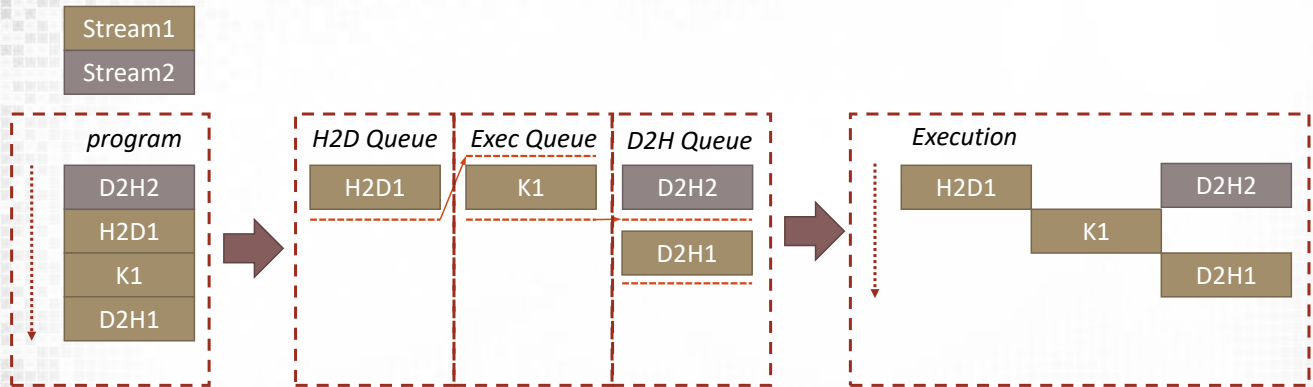 Stream1
Stream2
program
D2H2
H2D1
K1
D2H1
H2D Queue
H2D1
Exec Queue
K1
D2H Queue
D2H2
D2H1
Execution
H2D1
D2H2
K1
D2H1